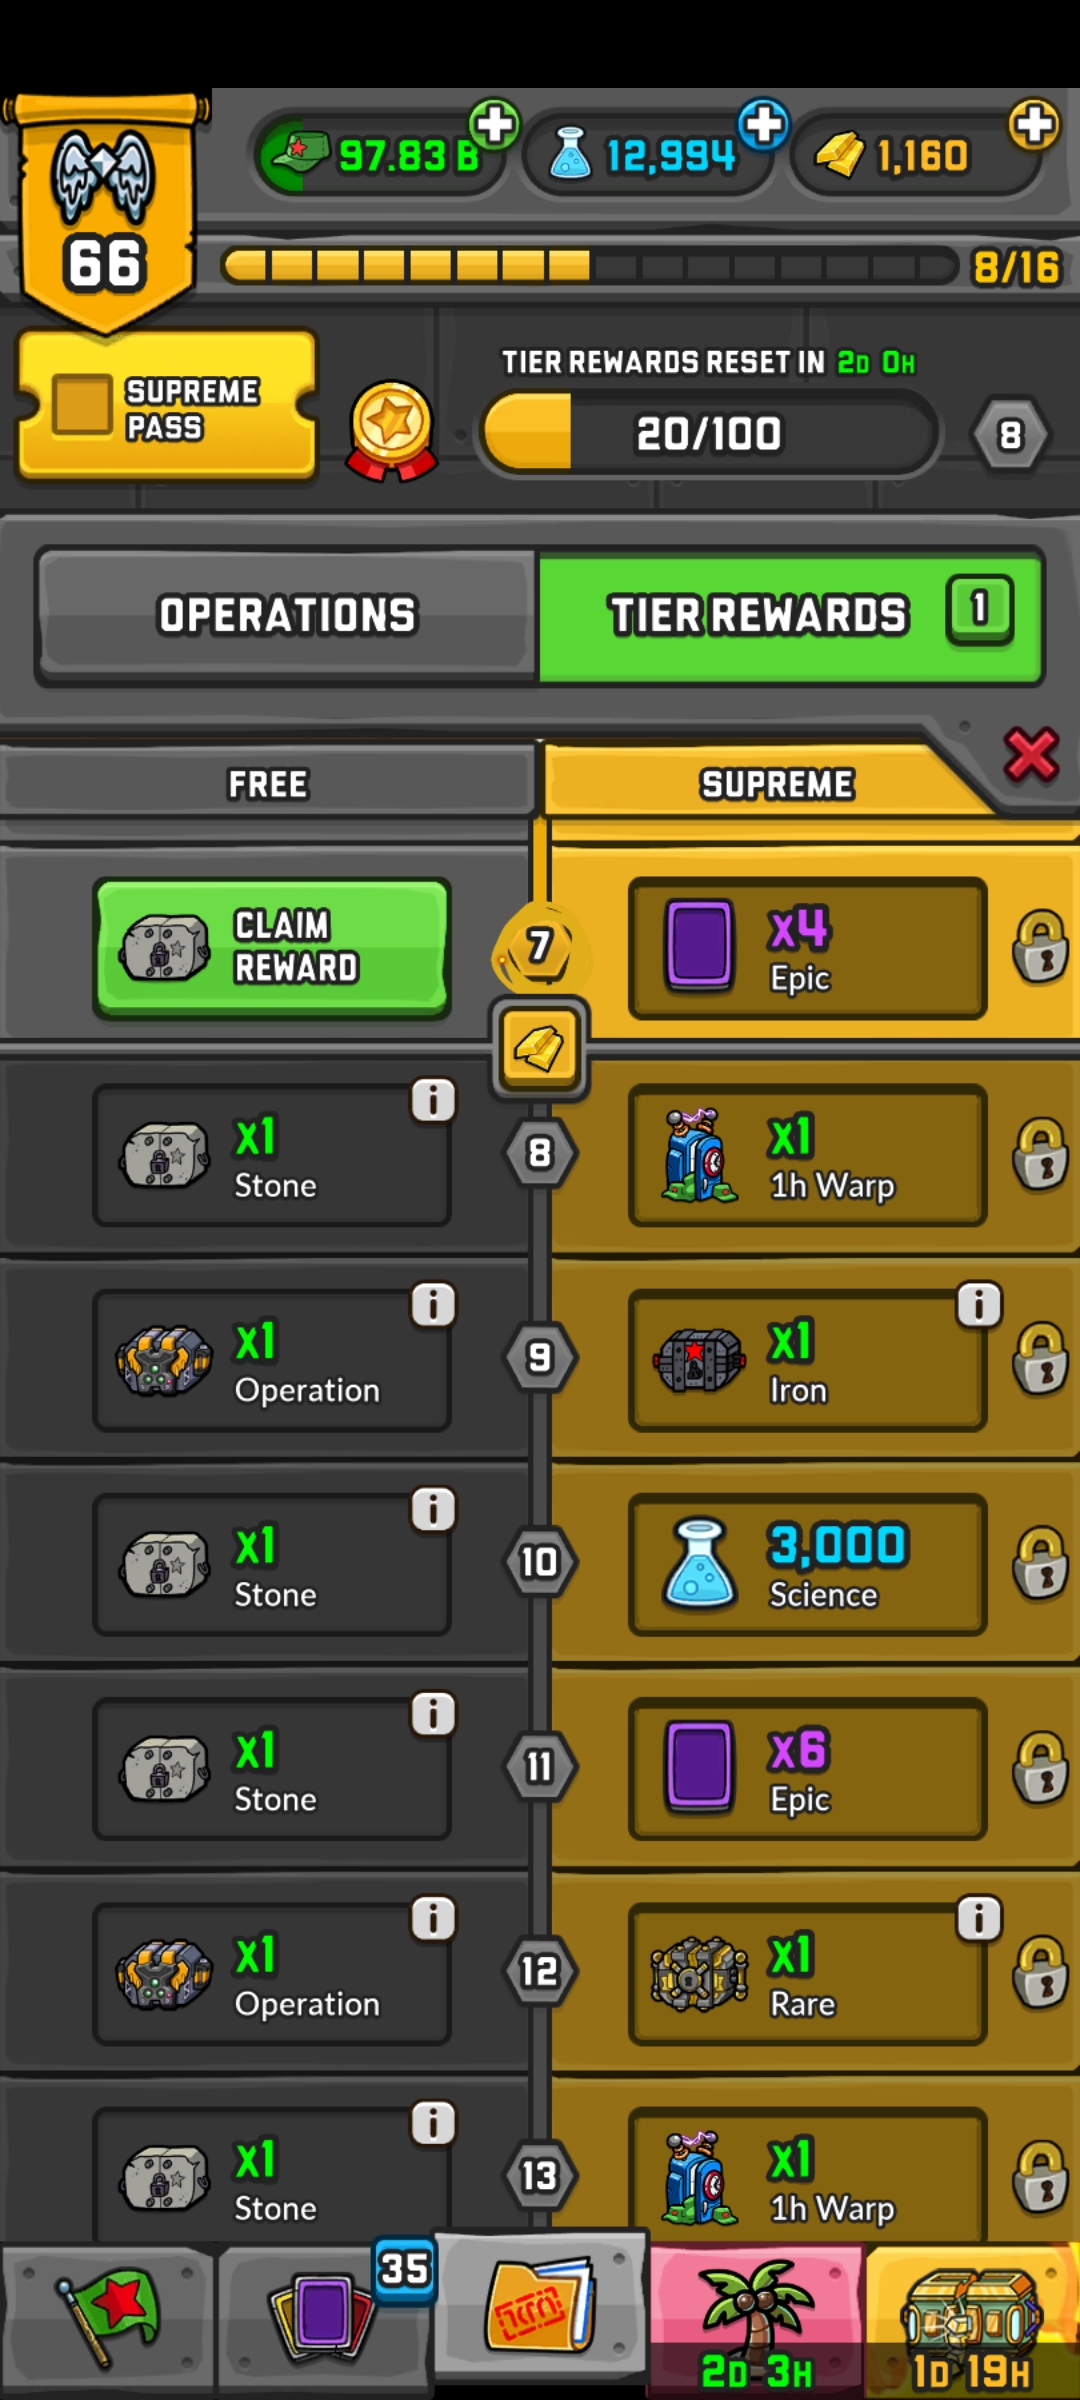 97.83 B
12,994
1,160
66
8/16
SUPREME
PASS
TIER REWARDS RESET IN 2D 0H
20/100
8
OPERATIONS
TIER REWARDS
1
FREE
SUPREME
CLAIM
REWARD
7
x4
Epic
x1
Stone
8
x1
1h Warp
x1
Operation
9
x1
Iron
x1
Stone
10
3,000
Science
x1
Stone
11
x6
Epic
x1
Operation
12
x1
Rare
x1
Stone
13
x1
1h Warp
35
2D 3H
1D 19H